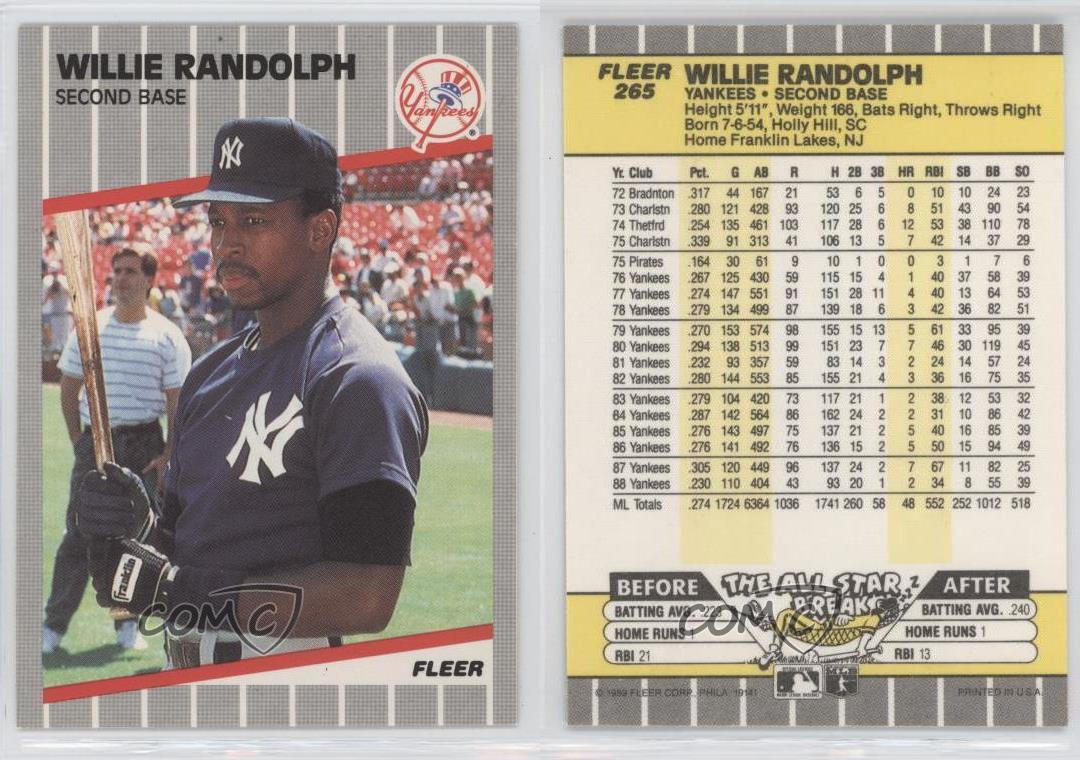 WILLIE RANDOLPH
SECOND BASE
Yankees
®
NY
NY
Franklin
COMC
FLEER
FLEER
265
WILLIE RANDOLPH
YANKEES • SECOND BASE
Height 5'11", Weight 166, Bats Right, Throws Right
Born 7-6-54, Holly Hill, SC
Home Franklin Lakes, NJ
Yr. Club Pct. G AB R H 2B 3B HR RBI SB BB SO
72 Bradnton .317 44 167 21 53 6 5 0 10 10 24 23
73 Charlstn .280 121 428 93 120 25 6 8 51 43 90 54
74 Thetfrd .254 135 461 103 117 28 6 12 53 38 110 78
75 Charlstn .339 91 313 41 106 13 5 7 42 14 37 29
75 Pirates .164 30 61 9 10 1 0 0 3 1 7 6
76 Yankees .267 125 430 59 115 15 4 1 40 37 58 39
77 Yankees .274 147 551 91 151 28 11 4 40 13 64 53
78 Yankees .279 134 499 87 139 18 6 3 42 36 82 51
79 Yankees .270 153 574 98 155 15 13 5 61 33 95 39
80 Yankees .294 138 513 99 151 23 7 7 46 30 119 45
81 Yankees .232 93 357 59 83 14 3 2 24 14 57 24
82 Yankees .280 144 553 85 155 21 4 3 36 16 75 35
83 Yankees .279 104 420 73 117 21 1 2 38 12 53 32
84 Yankees .287 142 564 86 162 24 2 2 31 10 86 42
85 Yankees .276 143 497 75 137 21 2 5 40 16 85 39
86 Yankees .276 141 492 76 136 15 2 5 50 15 94 49
87 Yankees .305 120 449 96 137 24 2 7 67 11 82 25
88 Yankees .230 110 404 43 93 20 1 2 34 8 55 39
ML Totals .274 1724 6364 1036 1741 260 58 48 552 252 1012 518
BEFORE THE ALL STAR BREAK Z AFTER
BATTING AVG. .223 BATTING AVG. .240
HOME RUNS 1 HOME RUNS 1
RBI 21 RBI 13
COMC
© 1989 FLEER CORP., PHILA. 19141 PRINTED IN U.S.A.